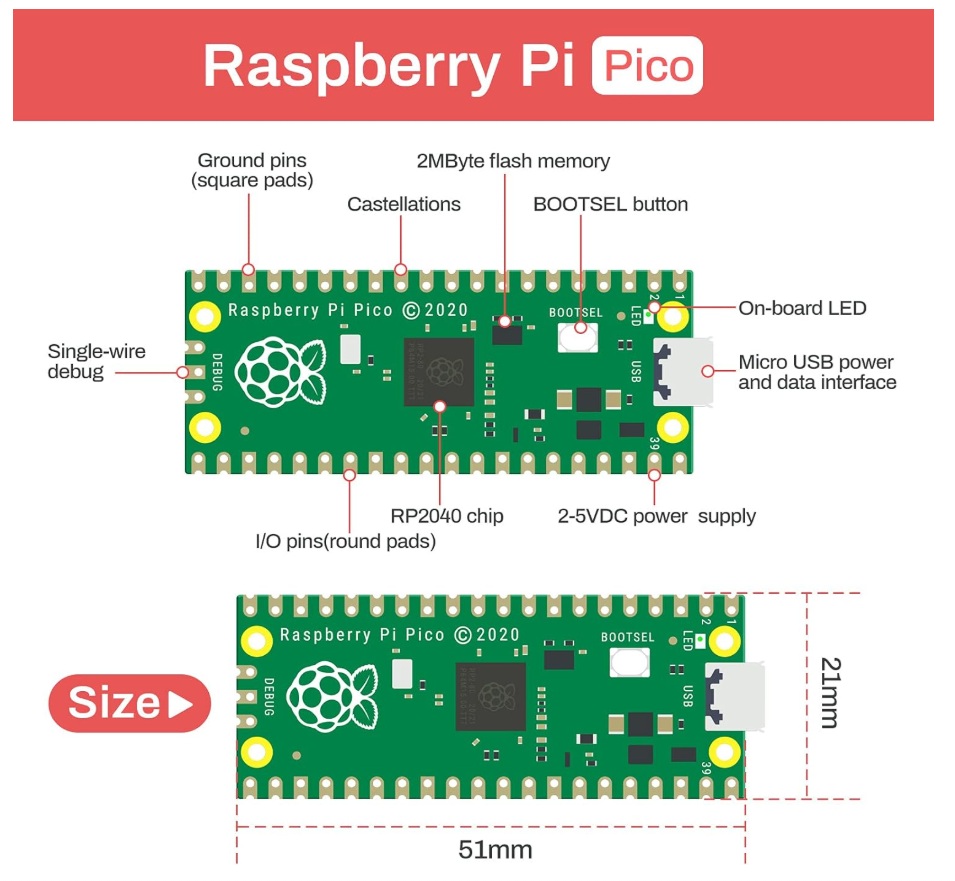 Raspberry Pi Pico
Ground pins
(square pads)
2MByte flash memory
Castellations
BOOTSEL button
Raspberry Pi Pico © 2020
BOOTSEL
LED
2
1
On-board LED
Single-wire
debug
DEBUG
USB
Micro USB power
and data interface
39
RP2040 chip
2-5VDC power supply
I/O pins(round pads)
Raspberry Pi Pico © 2020
BOOTSEL
LED
2
1
Size
DEBUG
USB
21mm
39
51mm